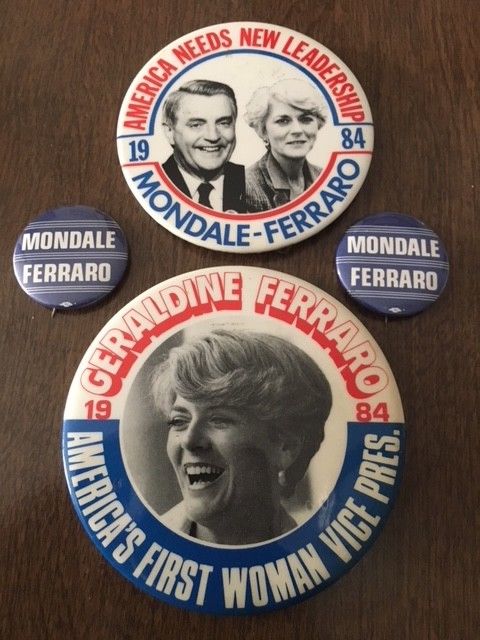 AMERICA NEEDS NEW LEADERSHIP
19 84
MONDALE-FERRARO
MONDALE
FERRARO
MONDALE
FERRARO
GERALDINE FERRARO
19 84
AMERICA'S FIRST WOMAN VICE PRES.